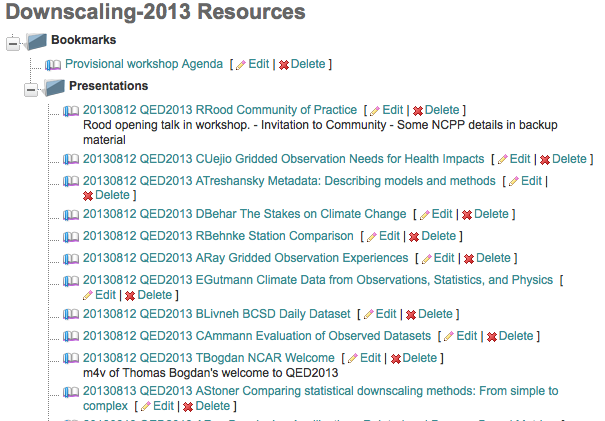 Downscaling-2013 Resources
Bookmarks
Provisional workshop Agenda [ Edit | Delete ]
Presentations
20130812 QED2013 RRood Community of Practice [ Edit | Delete ]
Rood opening talk in workshop. - Invitation to Community - Some NCPP details in backup
material
20130812 QED2013 CUejio Gridded Observation Needs for Health Impacts [ Edit | Delete ]
20130812 QED2013 ATreshansky Metadata: Describing models and methods [ Edit |
Delete ]
20130812 QED2013 DBehar The Stakes on Climate Change [ Edit | Delete ]
20130812 QED2013 RBehnke Station Comparison [ Edit | Delete ]
20130812 QED2013 ARay Gridded Observation Experiences [ Edit | Delete ]
20130812 QED2013 EGutmann Climate Data from Observations, Statistics, and Physics [
Edit | Delete ]
20130812 QED2013 BLivneh BCSD Daily Dataset [ Edit | Delete ]
20130812 QED2013 CAmmann Evaluation of Observed Datasets [ Edit | Delete ]
20130812 QED2013 TBogdan NCAR Welcome [ Edit | Delete ]
m4v of Thomas Bogdan's welcome to QED2013
20130813 QED2013 AStoner Comparing statistical downscaling methods: From simple to
complex [ Edit | Delete ]